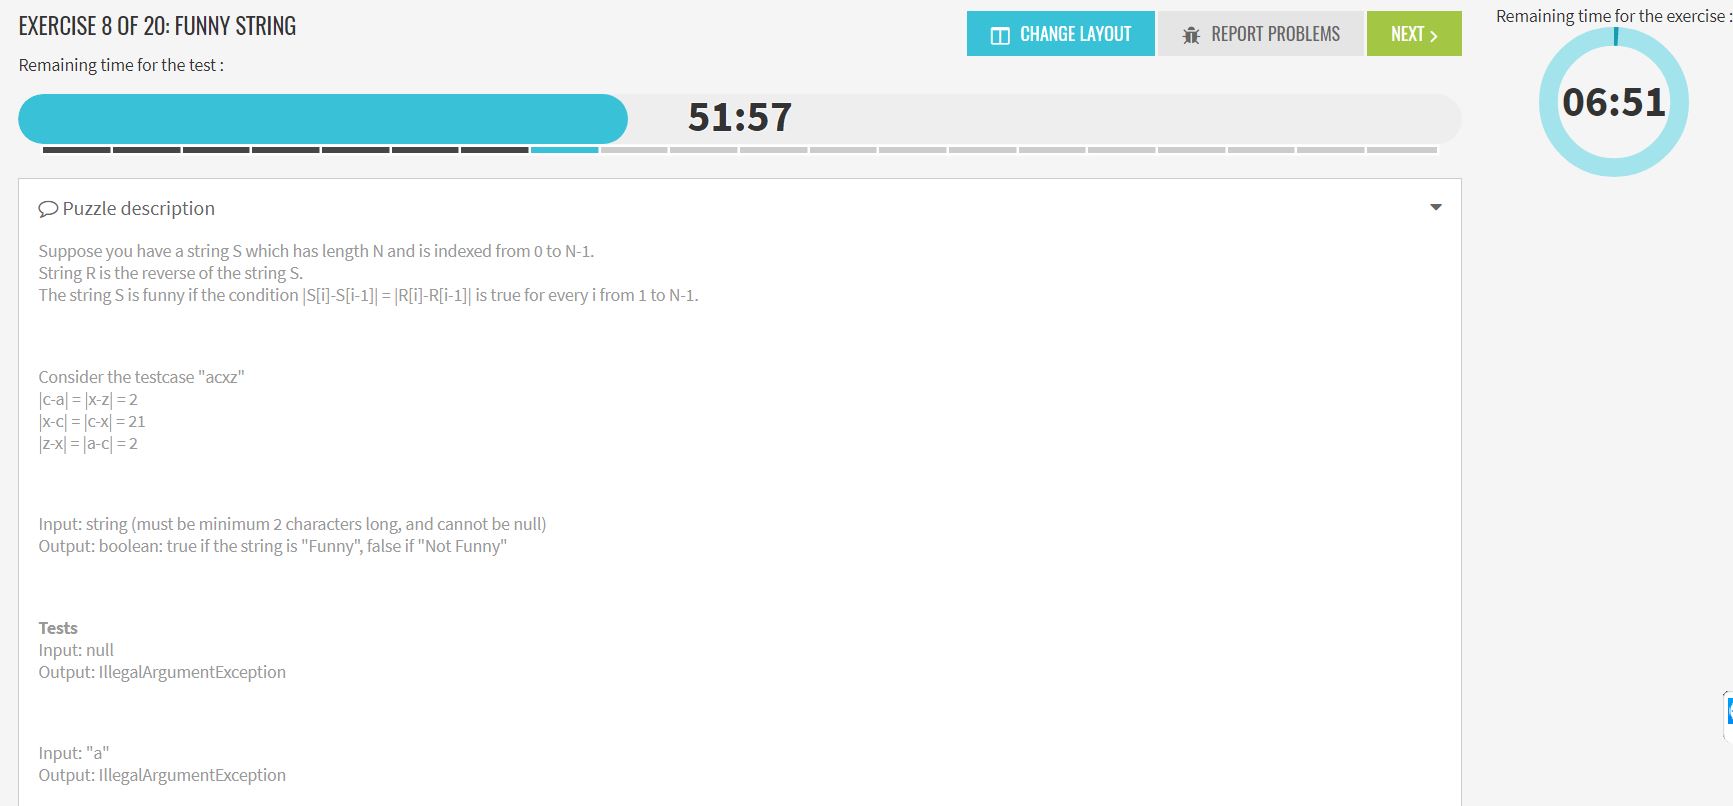 EXERCISE 8 OF 20: FUNNY STRING
CHANGE LAYOUT
REPORT PROBLEMS
NEXT
Remaining time for the exercise :
Remaining time for the test :
51:57
06:51
Puzzle description
Suppose you have a string S which has length N and is indexed from 0 to N-1.
String R is the reverse of the string S.
The string S is funny if the condition |S[i]-S[i-1]| = |R[i]-R[i-1]| is true for every i from 1 to N-1.
Consider the testcase "acxz"
|c-a| = |x-z| = 2
|x-c| = |c-x| = 21
|z-x| = |a-c| = 2
Input: string (must be minimum 2 characters long, and cannot be null)
Output: boolean: true if the string is "Funny", false if "Not Funny"
Tests
Input: null
Output: IllegalArgumentException
Input: "a"
Output: IllegalArgumentException